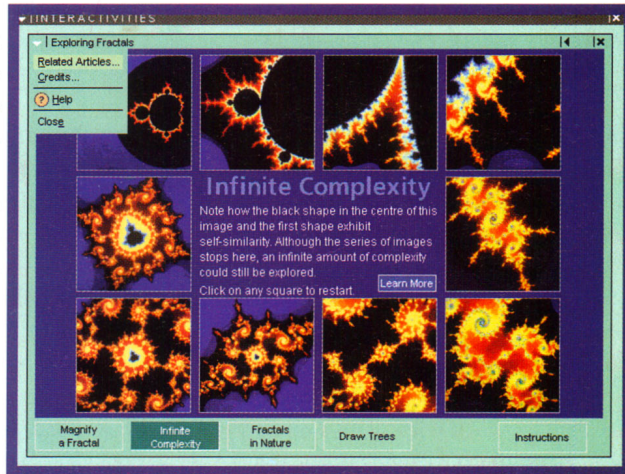 INTERACTIVITIES
Exploring Fractals
Related Articles...
Credits...
? Help
Close
Infinite Complexity
Note how the black shape in the centre of this
image and the first shape exhibit
self-similarity. Although the series of images
stops here, an infinite amount of complexity
could still be explored.
Click on any square to restart.
Learn More
Magnify
a Fractal
Infinite
Complexity
Fractals
in Nature
Draw Trees
Instructions